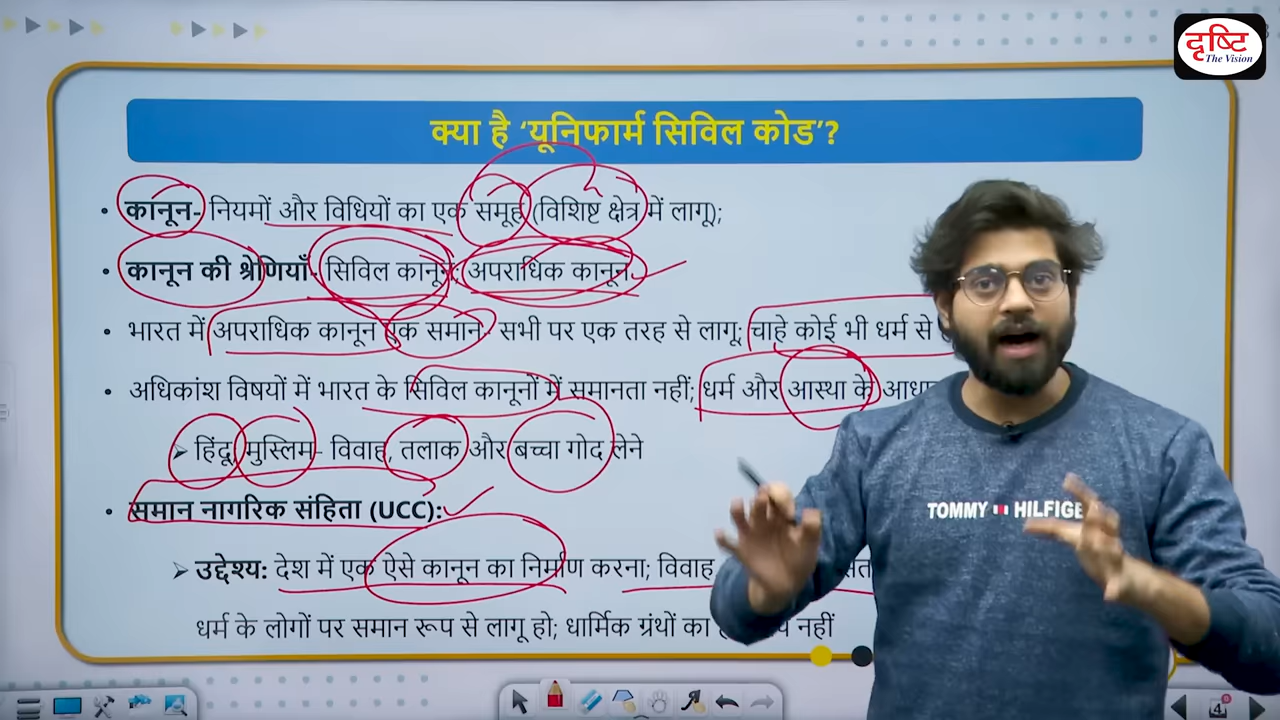 दृष्टि
The Vision
क्या है ‘यूनिफार्म सिविल कोड’?
• कानून- नियमों और विधियों का एक समूह (विशिष्ट क्षेत्र में लागू);
• कानून की श्रेणियाँ- सिविल कानून; अपराधिक कानून
• भारत में अपराधिक कानून एक समान- सभी पर एक तरह से लागू; चाहे कोई भी धर्म से
• अधिकांश विषयों में भारत के सिविल कानूनों में समानता नहीं; धर्म और आस्था के
➢ हिंदू, मुस्लिम- विवाह, तलाक और बच्चा गोद लेने
• समान नागरिक संहिता (UCC):
➢ उद्देश्य: देश में एक ऐसे कानून का निर्माण करना; विवाह
धर्म के लोगों पर समान रूप से लागू हो; धार्मिक ग्रंथों का नहीं
TOMMY
4